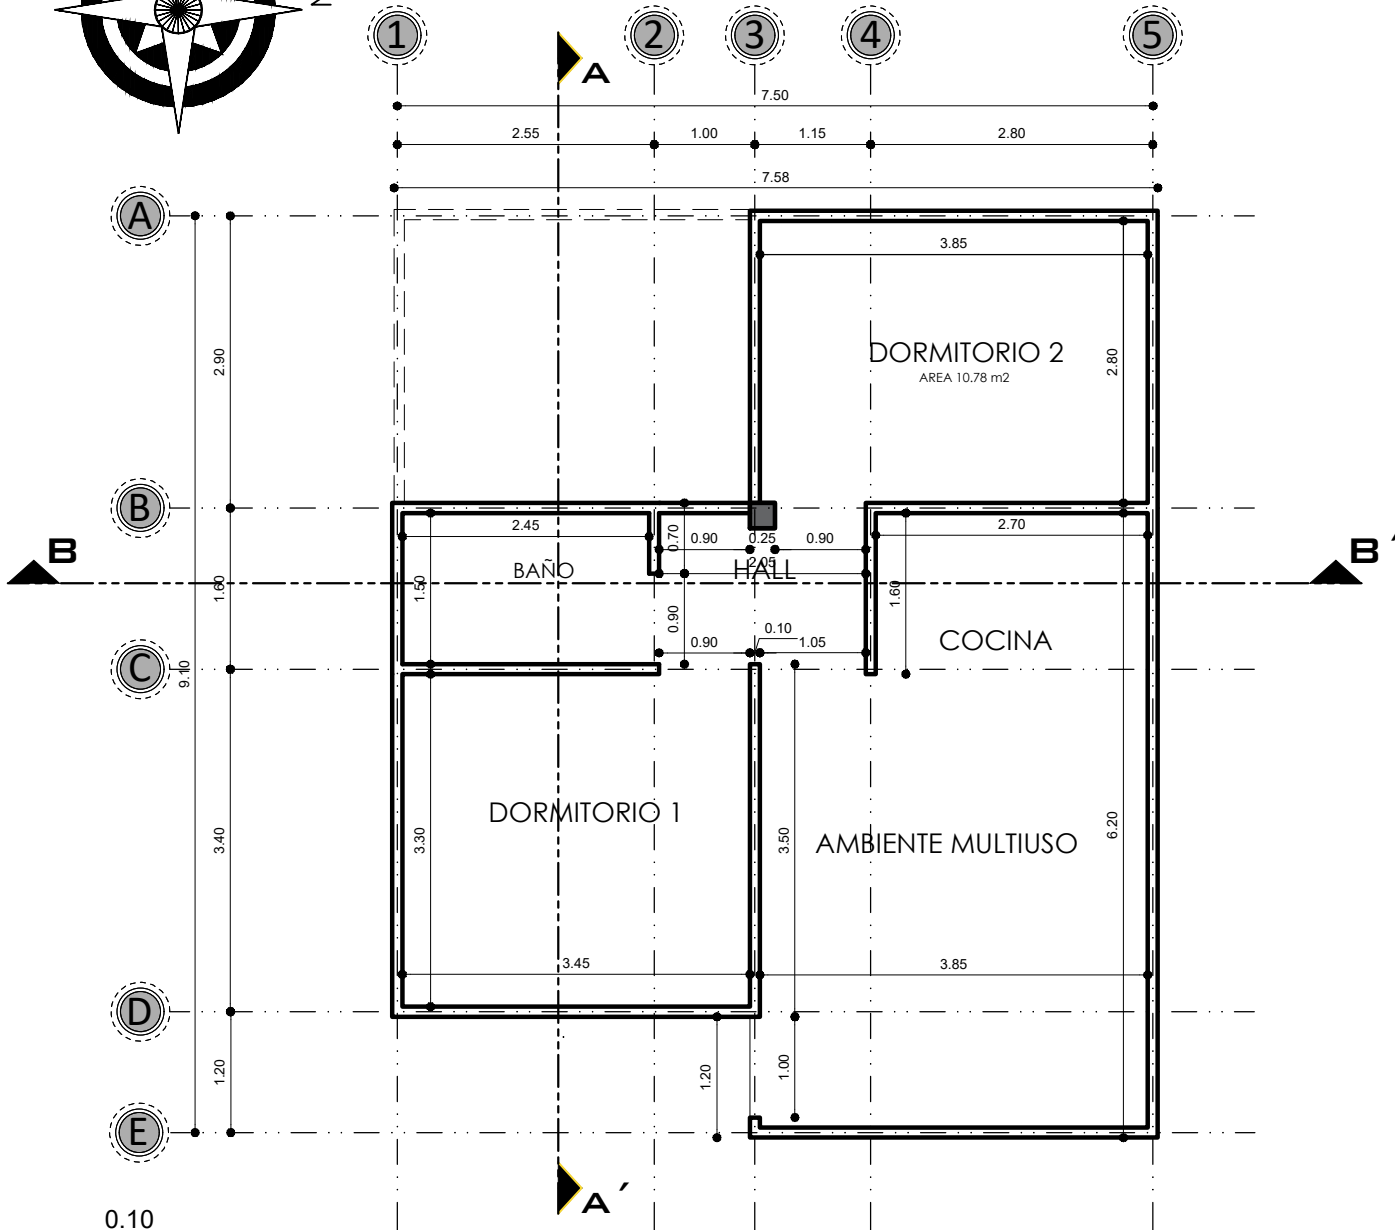 N
1 2 3 4 5
A
7.50
2.55 1.00 1.15 2.80
7.58
A
3.85
2.90
DORMITORIO 2
2.80
AREA 10.78 m2
B
2.45 0.70 0.90 0.25 0.90 2.70
B B´
BAÑO 2.05
HALL
1.60 1.50 1.60
0.90 0.10
0.90 1.05
COCINA
C
9.10
DORMITORIO 1
3.40 3.30 3.50 6.20
AMBIENTE MULTIUSO
3.45 3.85
D
1.20 1.20 1.00
E
A´
0.10